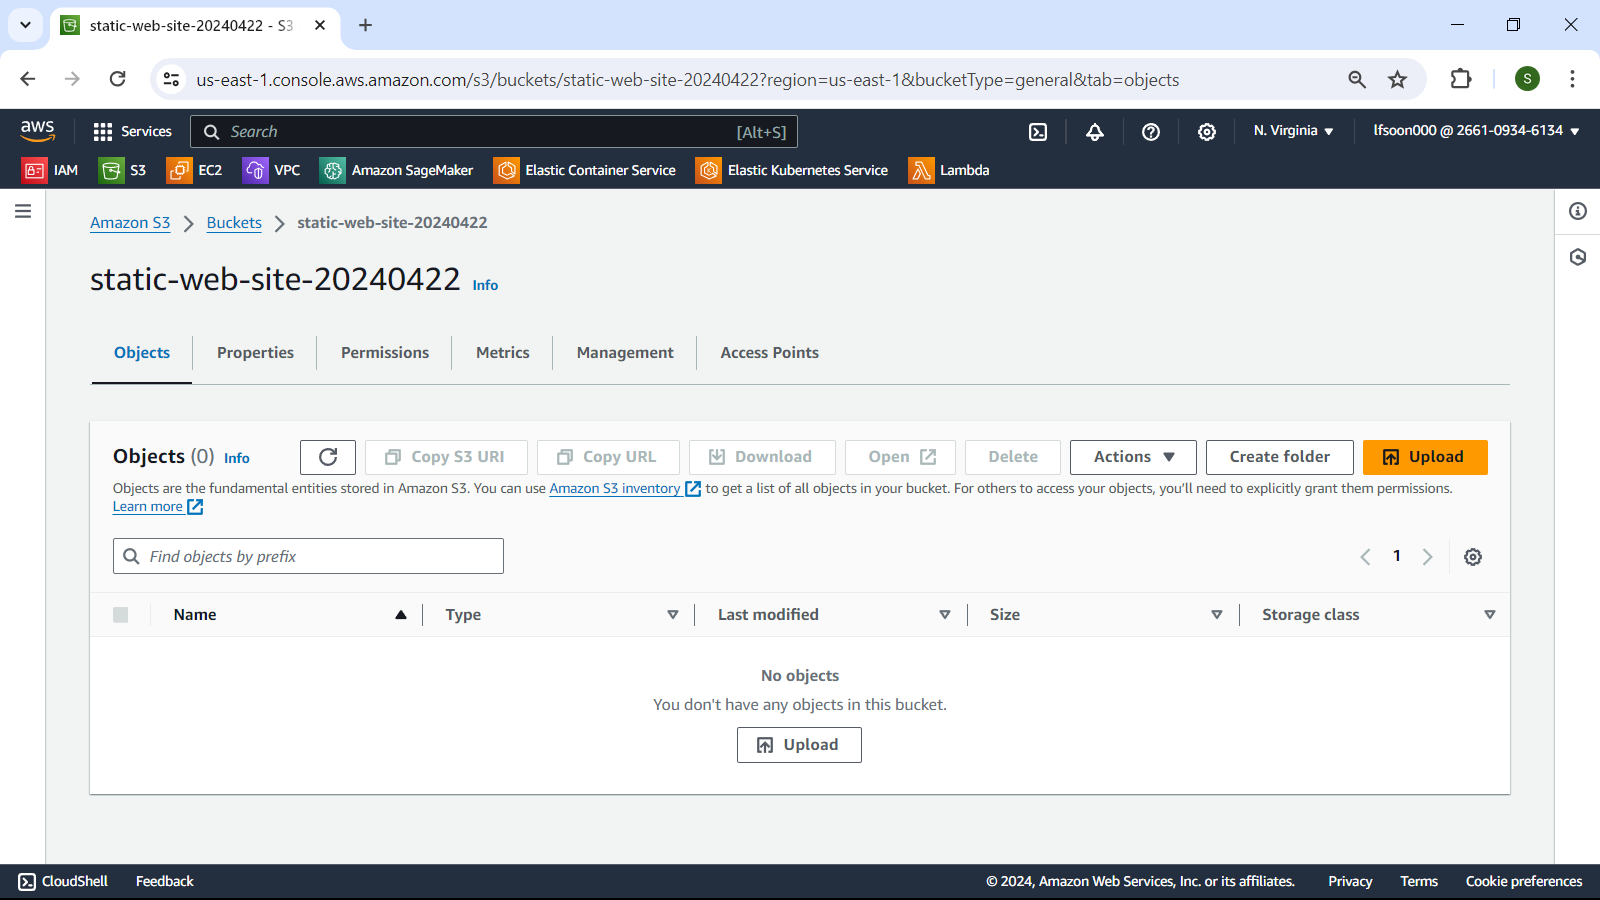 static-web-site-20240422 - S3
us-east-1.console.aws.amazon.com/s3/buckets/static-web-site-20240422?region=us-east-1&bucketType=general&tab=objects
S
aws Services Search [Alt+S] N. Virginia lfsoon000 @ 2661-0934-6134
IAM S3 EC2 VPC Amazon SageMaker Elastic Container Service Elastic Kubernetes Service Lambda
Amazon S3 Buckets static-web-site-20240422
static-web-site-20240422 Info
Objects Properties Permissions Metrics Management Access Points
Objects (0) Info Copy S3 URI Copy URL Download Open Delete Actions Create folder Upload
Objects are the fundamental entities stored in Amazon S3. You can use Amazon S3 inventory to get a list of all objects in your bucket. For others to access your objects, you'll need to explicitly grant them permissions.
Learn more
Find objects by prefix 1
Name Type Last modified Size Storage class
No objects
You don't have any objects in this bucket.
Upload
CloudShell Feedback © 2024, Amazon Web Services, Inc. or its affiliates. Privacy Terms Cookie preferences